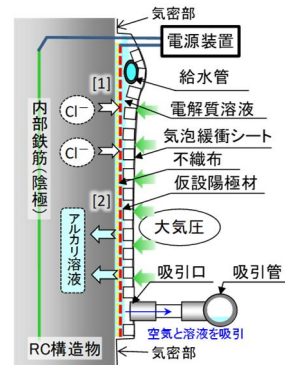 気密部
電源装置
[1]
給水管
Cl⁻
電解質溶液
気泡緩衝シート
Cl⁻
不織布
内部鉄筋(陰極)
仮設陽極材
[2]
大気圧
アルカリ溶液
吸引口
吸引管
空気と溶液を吸引
RC構造物
気密部